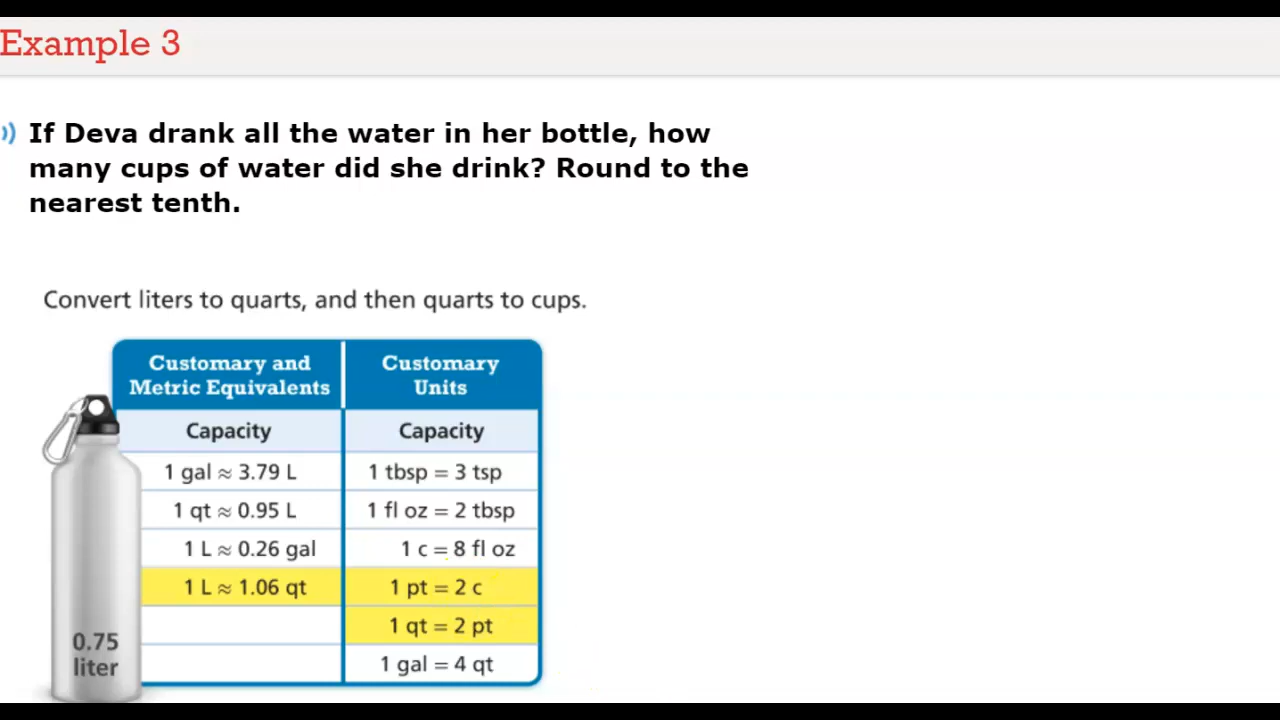 Example 3
If Deva drank all the water in her bottle, how
many cups of water did she drink? Round to the
nearest tenth.
Convert liters to quarts, and then quarts to cups.
Customary and
Metric Equivalents
Customary
Units
Capacity
Capacity
1 gal ≈ 3.79 L
1 tbsp = 3 tsp
1 qt ≈ 0.95 L
1 fl oz = 2 tbsp
1 L ≈ 0.26 gal
1 c = 8 fl oz
1 L ≈ 1.06 qt
1 pt = 2 c
1 qt = 2 pt
1 gal = 4 qt
0.75
liter